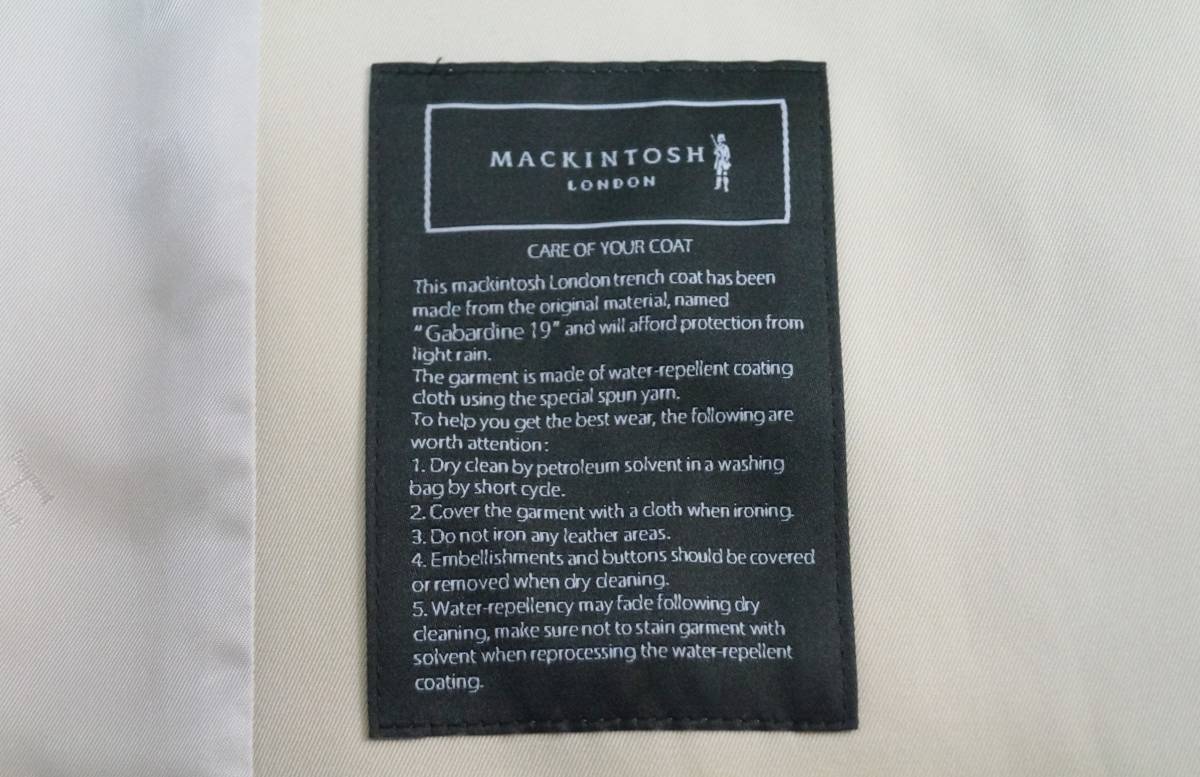 MACKINTOSH
LONDON
CARE OF YOUR COAT
This mackintosh London trench coat has been
made from the original material, named
"Gabardine 19" and will afford protection from
light rain.
The garment is made of water-repellent coating
cloth using the special spun yarn.
To help you get the best wear, the following are
worth attention:
1. Dry clean by petroleum solvent in a washing
bag by short cycle.
2. Cover the garment with a cloth when ironing.
3. Do not iron any leather areas.
4. Embellishments and buttons should be covered
or removed when dry cleaning.
5. Water-repellency may fade following dry
cleaning, make sure not to stain garment with
solvent when reprocessing the water-repellent
coating.